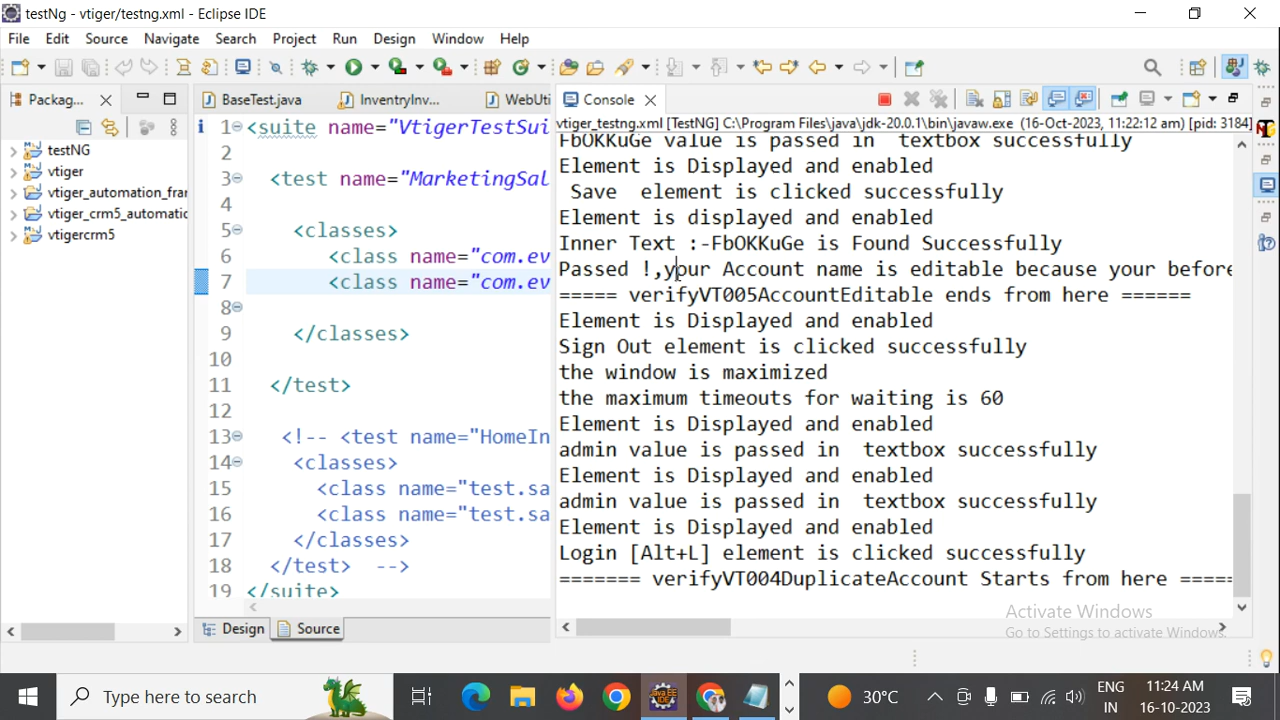 testNg - vtiger/testng.xml - Eclipse IDE
File Edit Source Navigate Search Project Run Design Window Help
Packag...
BaseTest.java
InventryInv...
WebUti
Console
testNG
vtiger
vtiger_automation_fra
vtiger_crm5_automatic
vtigercrm5
1 <suite name="VtigerTestSui
2
3 <test name="MarketingSal
4
5 <classes>
6 <class name="com.ev
7 <class name="com.ev
8
9 </classes>
10
11 </test>
12
13 <!-- <test name="HomeIn
14 <classes>
15 <class name="test.sa
16 <class name="test.sa
17 </classes>
18 </test> -->
19 </suite>
Design Source
vtiger_testng.xml [TestNG] C:\Program Files\java\jdk-20.0.1\bin\javaw.exe (16-Oct-2023, 11:22:12 am) [pid: 3184]
FbOKKuGe value is passed in textbox successfully
Element is Displayed and enabled
Save element is clicked successfully
Element is displayed and enabled
Inner Text :-FbOKKuGe is Found Successfully
Passed !,your Account name is editable because your before
===== verifyVT005AccountEditable ends from here ======
Element is Displayed and enabled
Sign Out element is clicked successfully
the window is maximized
the maximum timeouts for waiting is 60
Element is Displayed and enabled
admin value is passed in textbox successfully
Element is Displayed and enabled
admin value is passed in textbox successfully
Element is Displayed and enabled
Login [Alt+L] element is clicked successfully
======= verifyVT004DuplicateAccount Starts from here =====
Activate Windows
Go to Settings to activate Windows.
Type here to search
30°C
ENG
IN
11:24 AM
16-10-2023